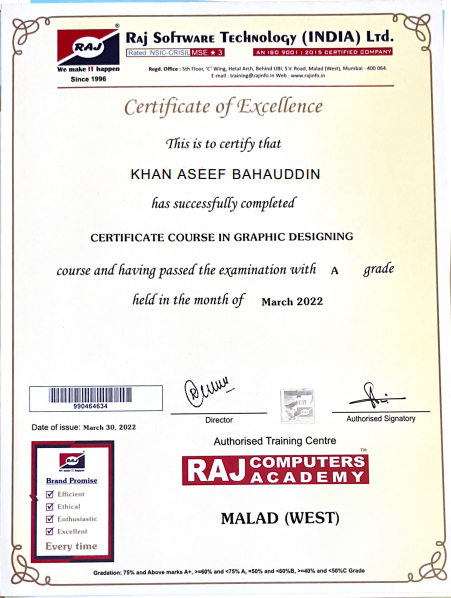 RAJ
We make IT happen
Since 1996
Raj Software Technology (INDIA) Ltd.
Rated NSIC-CRISIL MSE ★ 3 AN ISO 9001 : 2015 CERTIFIED COMPANY
Regd. Office : 5th Floor, 'C' Wing, Hetal Arch, Behind UBI, S.V. Road, Malad (West), Mumbai - 400 064.
E-mail : training@rajinfo.in Web : www.rajinfo.in
Certificate of Excellence
This is to certify that
KHAN ASEEF BAHAUDDIN
has successfully completed
CERTIFICATE COURSE IN GRAPHIC DESIGNING
course and having passed the examination with A grade
held in the month of March 2022
990464634
Date of issue: March 30, 2022
Director
Authorised Signatory
Authorised Training Centre
RAJ COMPUTERS ACADEMY ™
MALAD (WEST)
RAJ
Brand Promise
Efficient
Ethical
Enthusiastic
Excellent
Every time
Gradation: 75% and Above marks A+, >=60% and <75% A, =50% and <60%B, >=40% and <50%C Grade